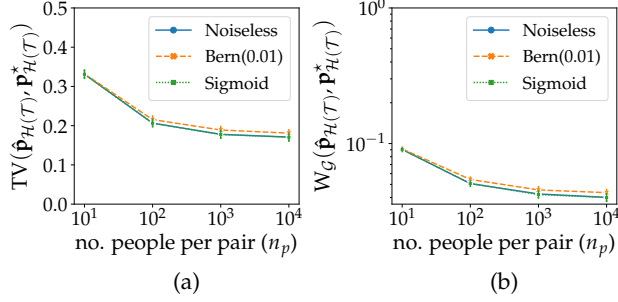 TV(p̂_{ℋ(𝒯)}, p^⋆_{ℋ(𝒯)})
0.5
0.4
0.3
0.2
0.1
0.0
Noiseless
Bern(0.01)
Sigmoid
10^1 10^2 10^3 10^4
no. people per pair (n_p)
(a)
W_𝒢(p̂_{ℋ(𝒯)}, p^⋆_{ℋ(𝒯)})
10^0
10^{-1}
Noiseless
Bern(0.01)
Sigmoid
10^1 10^2 10^3 10^4
no. people per pair (n_p)
(b)